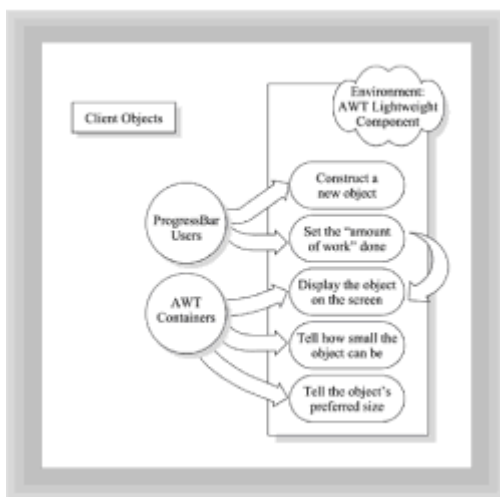 Environment:
AWT Lightweight
Component
Client Objects
Construct a
new object
ProgressBar
Users
Set the “amount
of work” done
Display the object
on the screen
AWT
Containers
Tell how small the
object can be
Tell the object’s
preferred size